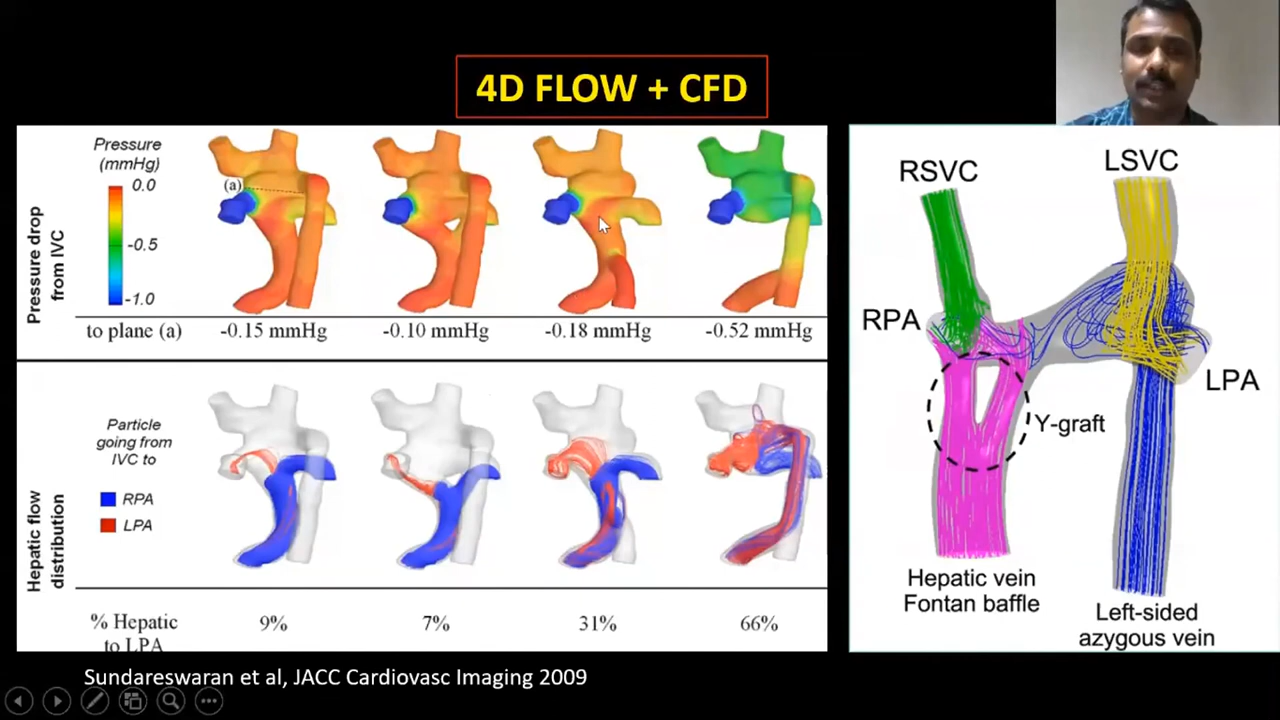 4D FLOW + CFD
Pressure
(mmHg)
0.0
-0.5
-1.0
(a)
Pressure drop
from IVC
to plane (a)
-0.15 mmHg
-0.10 mmHg
-0.18 mmHg
-0.52 mmHg
Particle
going from
IVC to
RPA
LPA
Hepatic flow
distribution
% Hepatic
to LPA
9%
7%
31%
66%
RSVC
LSVC
RPA
LPA
Y-graft
Hepatic vein
Fontan baffle
Left-sided
azygous vein
Sundareswaran et al, JACC Cardiovasc Imaging 2009